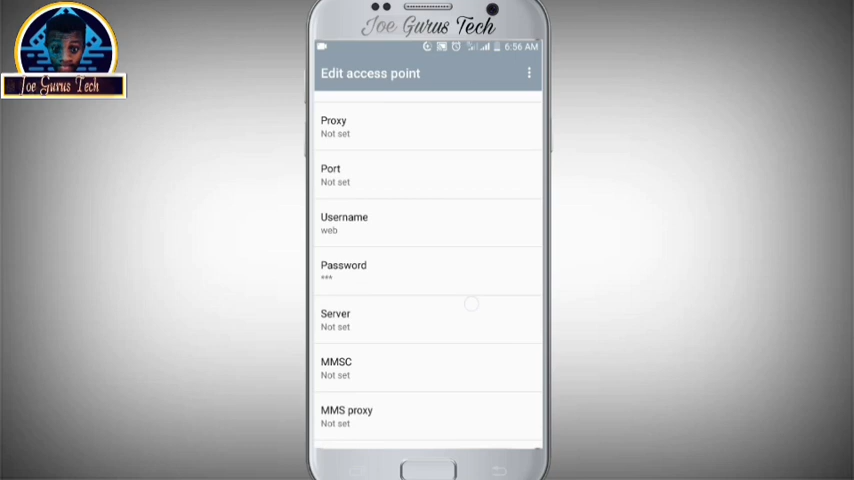 Joe Gurus Tech
Joe Gurus Tech
6:56 AM
Edit access point
Proxy
Not set
Port
Not set
Username
web
Password
***
Server
Not set
MMSC
Not set
MMS proxy
Not set